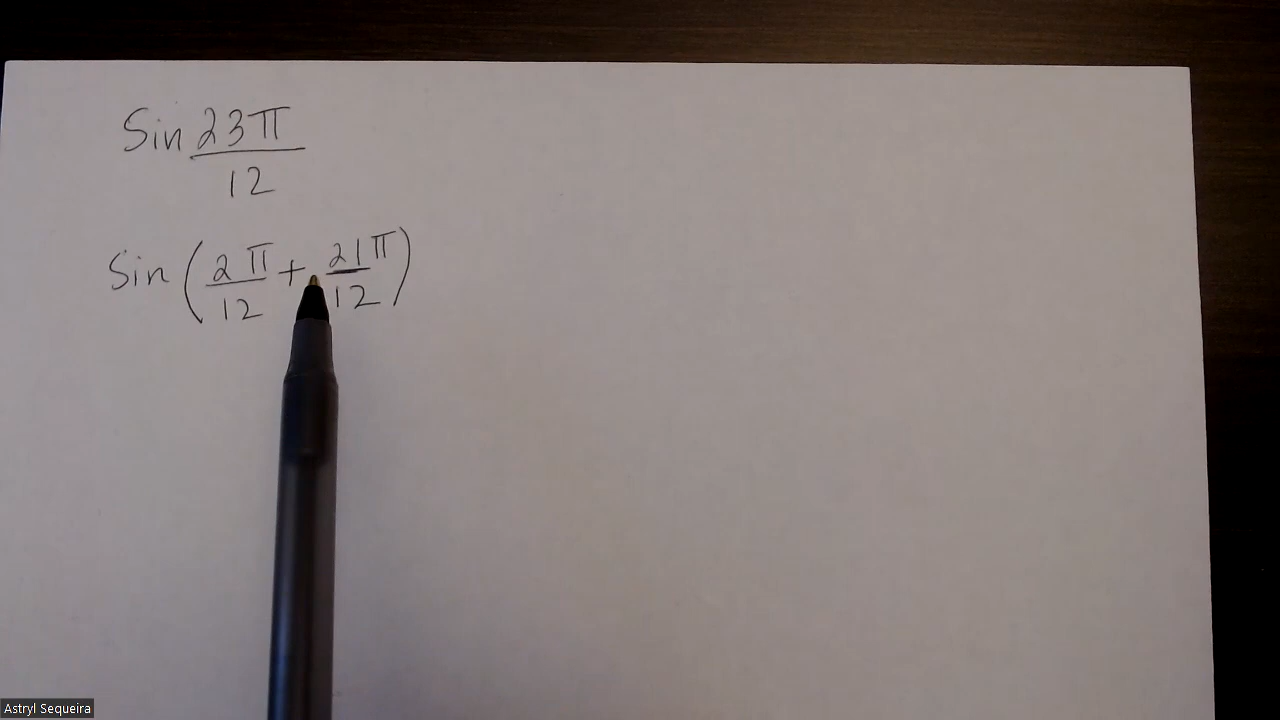 Sin 23π
12
Sin (2π/12 + 21π/12)
Astryl Sequeira